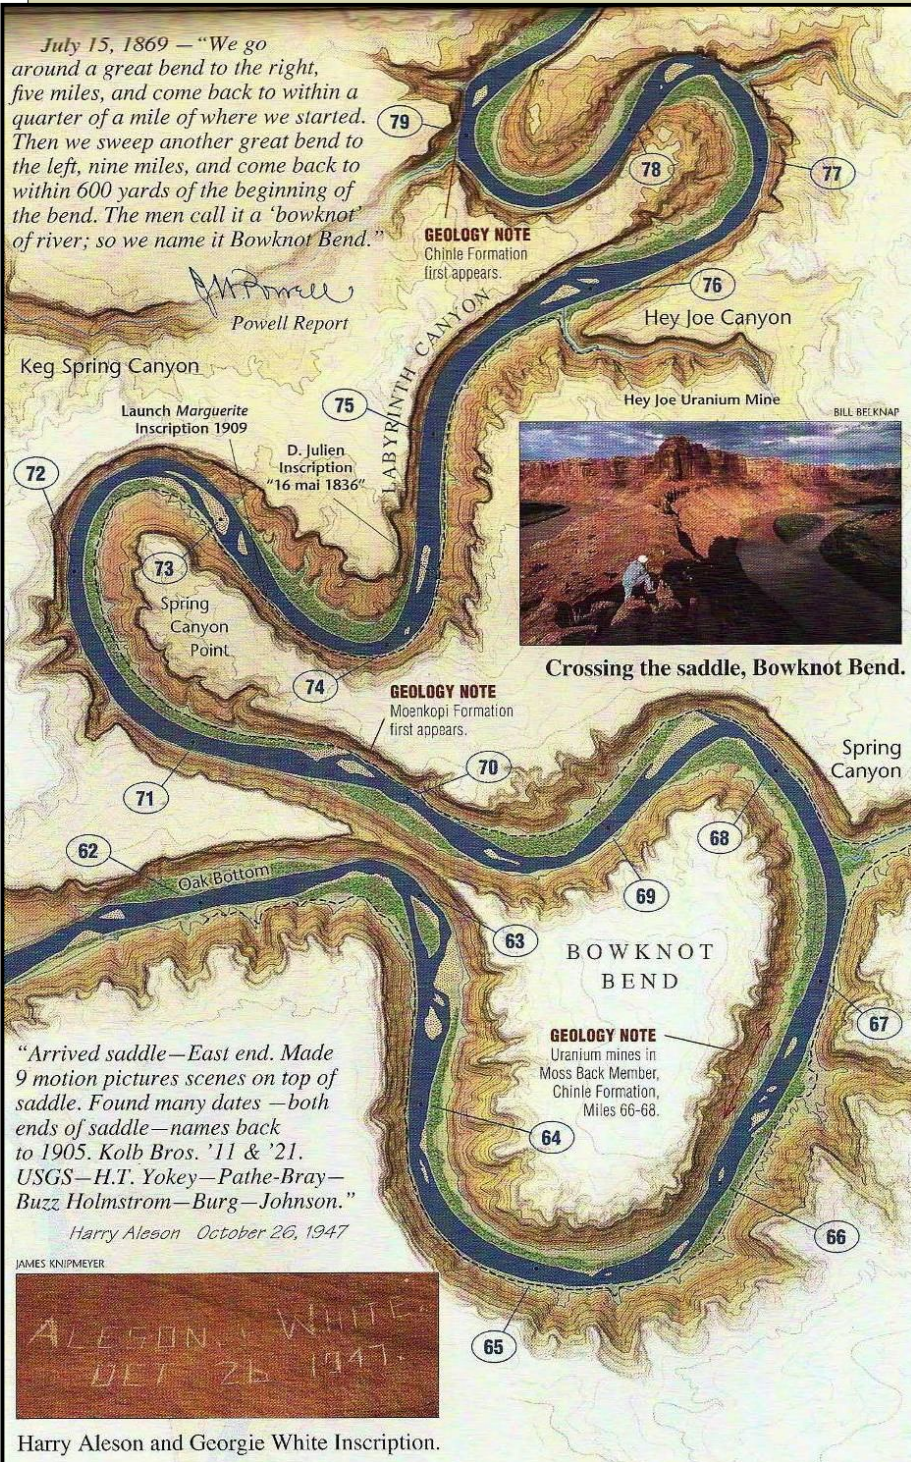 July 15, 1869 — "We go
around a great bend to the right,
five miles, and come back to within a
quarter of a mile of where we started.
Then we sweep another great bend to
the left, nine miles, and come back to
within 600 yards of the beginning of
the bend. The men call it a 'bowknot'
of river; so we name it Bowknot Bend."
J W Powell
Powell Report
79
78
77
GEOLOGY NOTE
Chinle Formation
first appears.
76
Hey Joe Canyon
Keg Spring Canyon
LABYRINTH CANYON
75
Hey Joe Uranium Mine
Launch Marguerite
Inscription 1909
D. Julien
Inscription
"16 mai 1836"
BILL BELKNAP
72
73
Spring
Canyon
Point
74
Crossing the saddle, Bowknot Bend.
GEOLOGY NOTE
Moenkopi Formation
first appears.
70
Spring
Canyon
71
68
62
Oak Bottom
69
63
BOWKNOT
BEND
67
GEOLOGY NOTE
Uranium mines in
Moss Back Member,
Chinle Formation,
Miles 66-68.
"Arrived saddle—East end. Made
9 motion pictures scenes on top of
saddle. Found many dates —both
ends of saddle—names back
to 1905. Kolb Bros. '11 & '21.
USGS—H.T. Yokey—Pathe-Bray—
Buzz Holmstrom—Burg—Johnson."
Harry Aleson October 26, 1947
64
66
65
JAMES KNIPMEYER
ALESON, WHITE.
OCT 26 1947.
Harry Aleson and Georgie White Inscription.